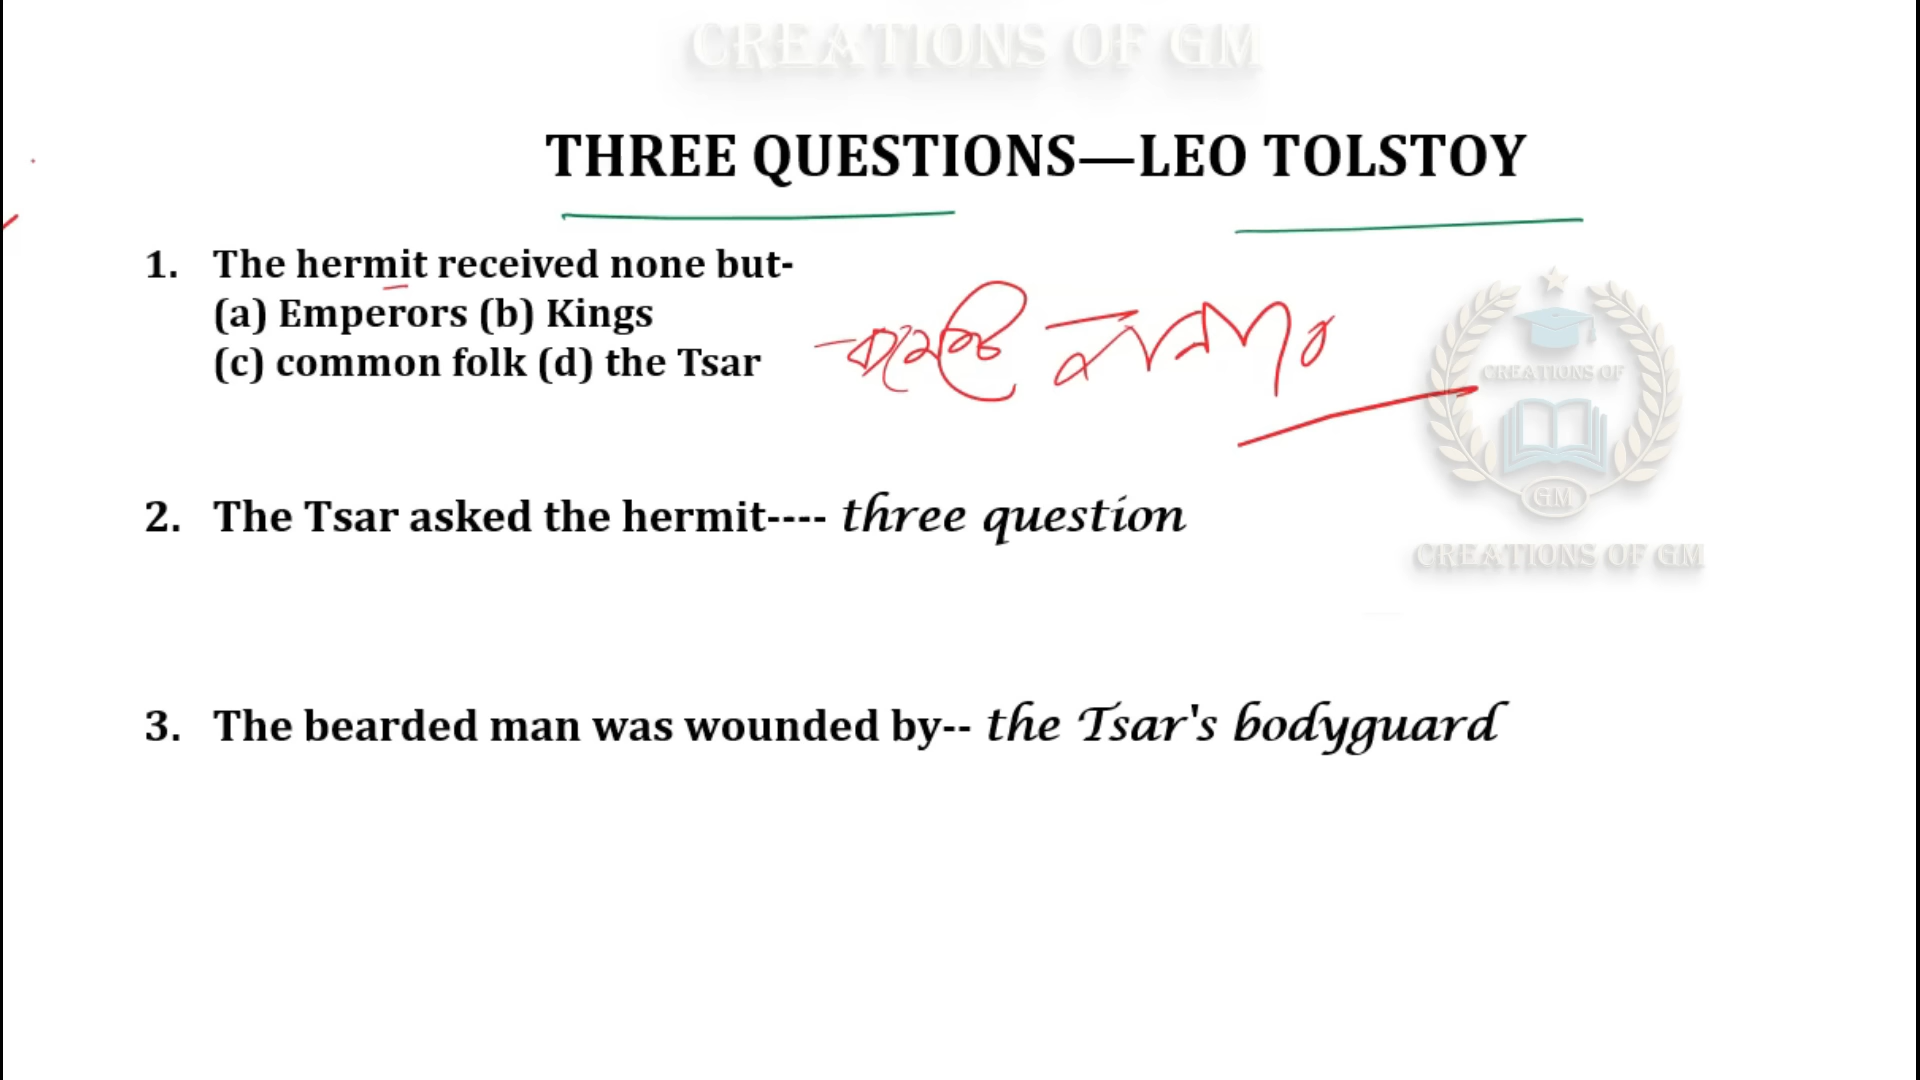 CREATIONS OF GM
THREE QUESTIONS—LEO TOLSTOY
1. The hermit received none but-
(a) Emperors (b) Kings
(c) common folk (d) the Tsar
CREATIONS OF
GM
CREATIONS OF GM
2. The Tsar asked the hermit---- three question
3. The bearded man was wounded by-- the Tsar's bodyguard